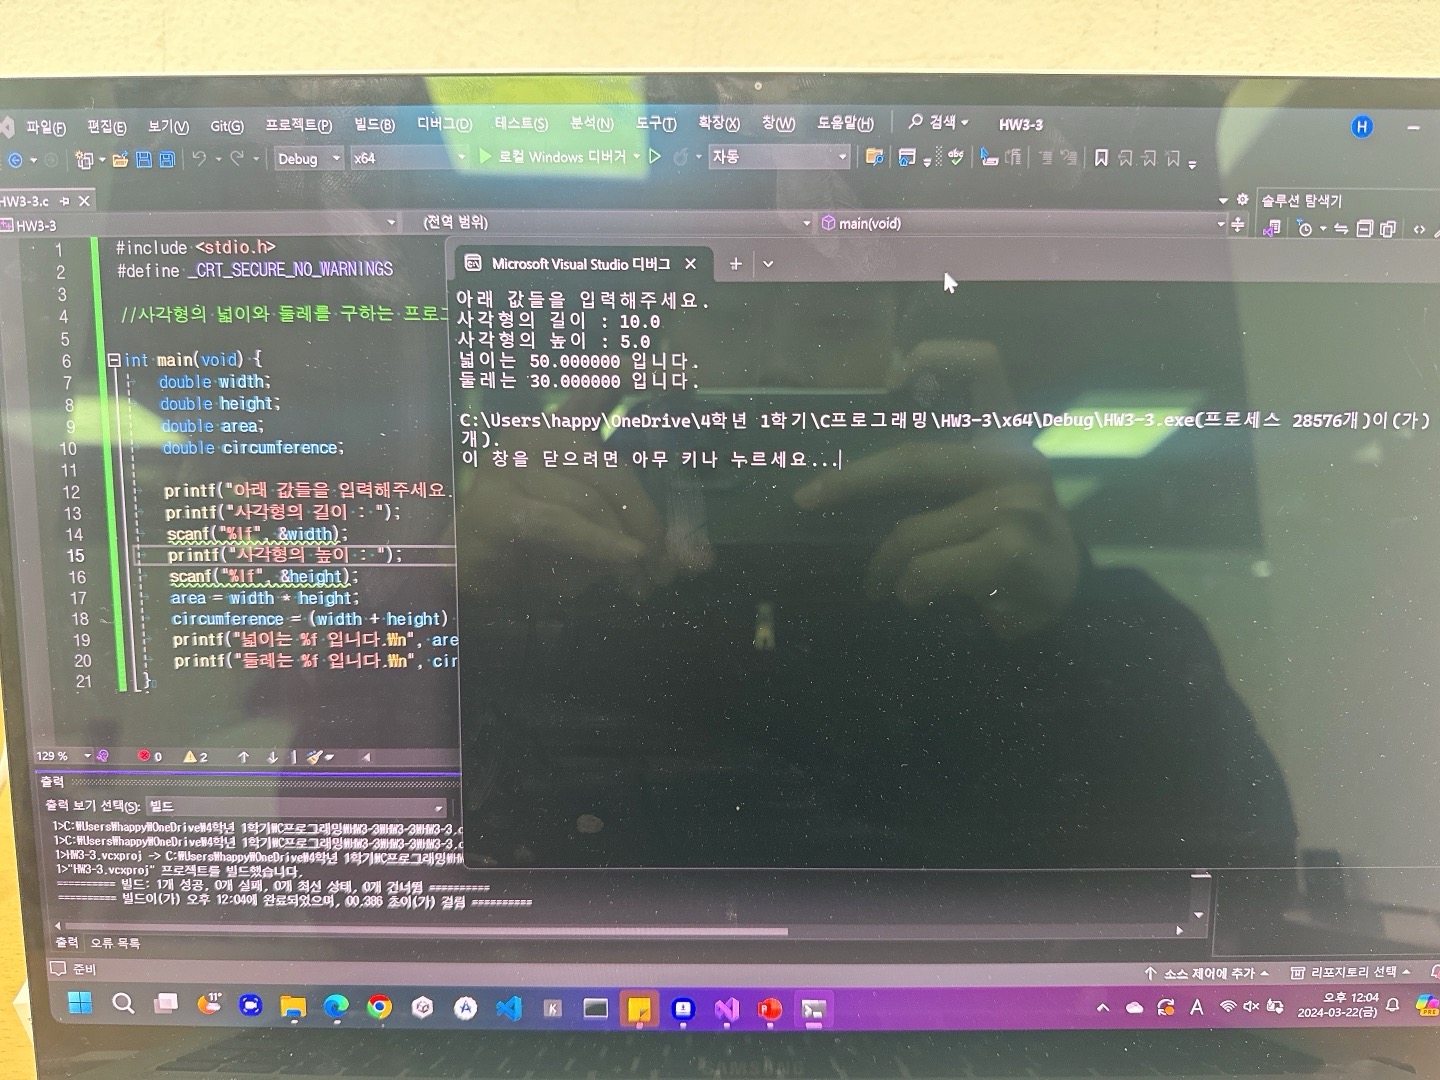 파일(F) 편집(E) 보기(V) Git(G) 프로젝트(P) 빌드(B) 디버그(D) 테스트(S) 분석(N) 도구(T) 확장(X) 창(W) 도움말(H) 검색 HW3-3 H
Debug x64 로컬 Windows 디버거 자동
HW3-3.c
솔루션 탐색기
HW3-3 (전역 범위) main(void)
1 #include <stdio.h>
2 #define _CRT_SECURE_NO_WARNINGS
3
4 //사각형의 넓이와 둘레를 구하는 프로그
5
6 int main(void) {
7 double width;
8 double height;
9 double area;
10 double circumference;
11
12 printf("아래 값들을 입력해주세요.
13 printf("사각형의 길이 : ");
14 scanf("%lf", &width);
15 printf("사각형의 높이 : ");
16 scanf("%lf", &height);
17 area = width * height;
18 circumference = (width + height)
19 printf("넓이는 %f 입니다.₩n", are
20 printf("둘레는 %f 입니다.₩n", cir
21 }
Microsoft Visual Studio 디버그
아래 값들을 입력해주세요.
사각형의 길이 : 10.0
사각형의 높이 : 5.0
넓이는 50.000000 입니다.
둘레는 30.000000 입니다.
C:\Users\happy\OneDrive\4학년 1학기\C프로그래밍\HW3-3\x64\Debug\HW3-3.exe(프로세스 28576개)이(가)
개).
이 창을 닫으려면 아무 키나 누르세요...
129 % 0 2
출력
출력 보기 선택(S): 빌드
1>C:₩Users₩happy₩OneDrive₩4학년 1학기₩C프로그래밍₩HW3-3₩HW3-3₩HW3-3.c
1>C:₩Users₩happy₩OneDrive₩4학년 1학기₩C프로그래밍₩HW3-3₩HW3-3₩HW3-3.c
1>HW3-3.vcxproj -> C:₩Users₩happy₩OneDrive₩4학년 1학기₩C프로그래밍₩HW
1>"HW3-3.vcxproj" 프로젝트를 빌드했습니다.
========== 빌드: 1개 성공, 0개 실패, 0개 최신 상태, 0개 건너뜀 ==========
========== 빌드이(가) 오후 12:04에 완료되었으며, 00.386 초이(가) 걸림 ==========
출력 오류 목록
준비 소스 제어에 추가 리포지토리 선택
11° K A 오후 12:04
2024-03-22(금) PRE
SAMSUNG